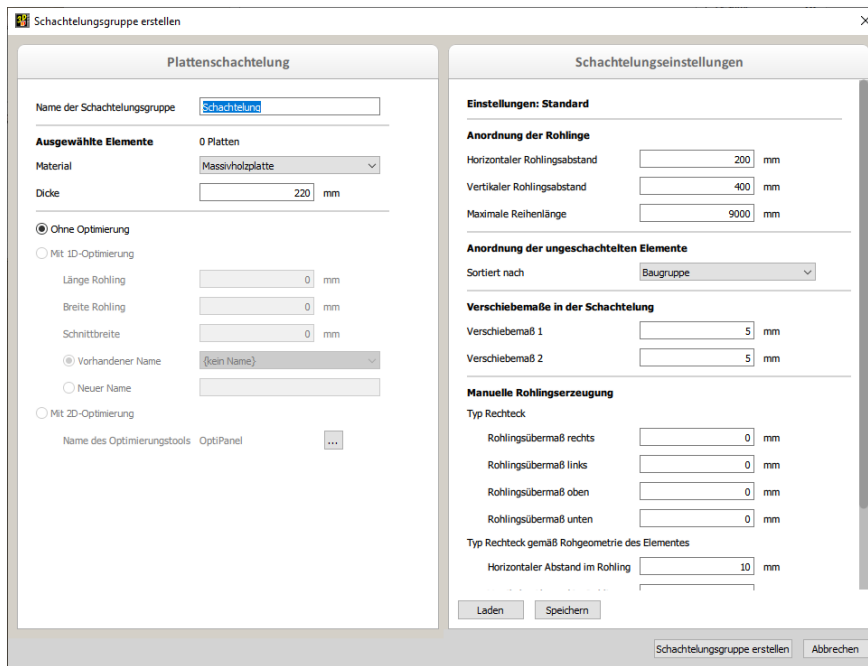 Schachtelungsgruppe erstellen
Plattenschachtelung
Name der Schachtelungsgruppe Schachtelung
Ausgewählte Elemente 0 Platten
Material Massivholzplatte
Dicke 220 mm
Ohne Optimierung
Mit 1D-Optimierung
Länge Rohling 0 mm
Breite Rohling 0 mm
Schnittbreite 0 mm
Vorhandener Name {kein Name}
Neuer Name
Mit 2D-Optimierung
Name des Optimierungstools OptiPanel ...
Schachtelungseinstellungen
Einstellungen: Standard
Anordnung der Rohlinge
Horizontaler Rohlingsabstand 200 mm
Vertikaler Rohlingsabstand 400 mm
Maximale Reihenlänge 9000 mm
Anordnung der ungeschachtelten Elemente
Sortiert nach Baugruppe
Verschiebemaße in der Schachtelung
Verschiebemaß 1 5 mm
Verschiebemaß 2 5 mm
Manuelle Rohlingserzeugung
Typ Rechteck
Rohlingsübermaß rechts 0 mm
Rohlingsübermaß links 0 mm
Rohlingsübermaß oben 0 mm
Rohlingsübermaß unten 0 mm
Typ Rechteck gemäß Rohgeometrie des Elementes
Horizontaler Abstand im Rohling 10 mm
Laden Speichern
Schachtelungsgruppe erstellen Abbrechen